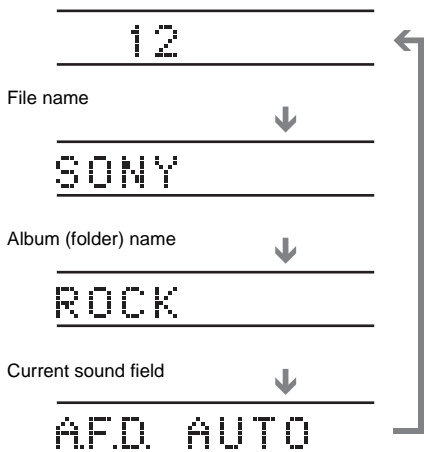 12
File name
SONY
Album (folder) name
ROCK
Current sound field
A.F.D. AUTO